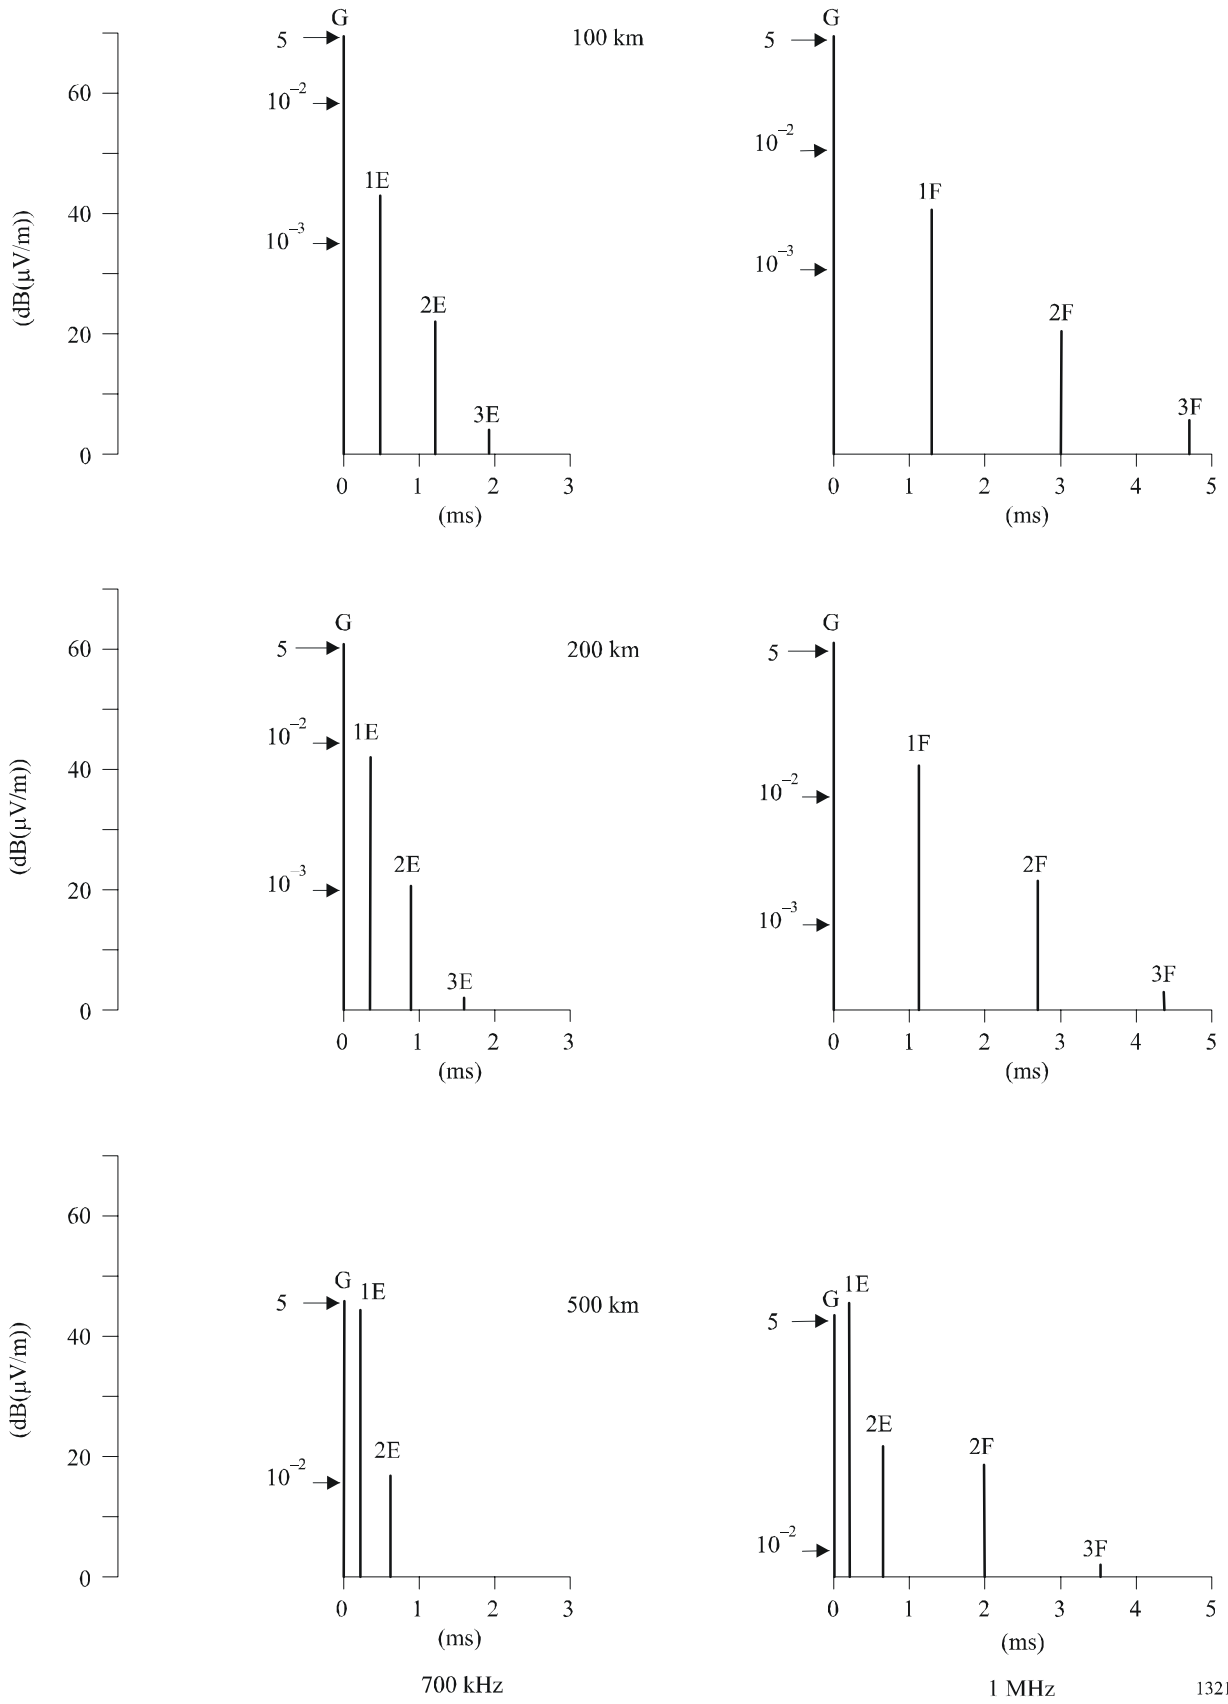 G
5
100 km
60
10⁻²
1E
40
10⁻³
2E
20
3E
0
(dB(μV/m))
0 1 2 3
(ms)
G
5
10⁻²
1F
10⁻³
2F
3F
0 1 2 3 4 5
(ms)
G
5
200 km
60
10⁻²
1E
40
2E
10⁻³
20
3E
0
(dB(μV/m))
0 1 2 3
(ms)
G
5
1F
10⁻²
2F
10⁻³
3F
0 1 2 3 4 5
(ms)
60
G
1E
5
500 km
40
2E
20
10⁻²
0
(dB(μV/m))
0 1 2 3
(ms)
700 kHz
1E
G
5
2E
2F
10⁻²
3F
0 1 2 3 4 5
(ms)
1 MHz